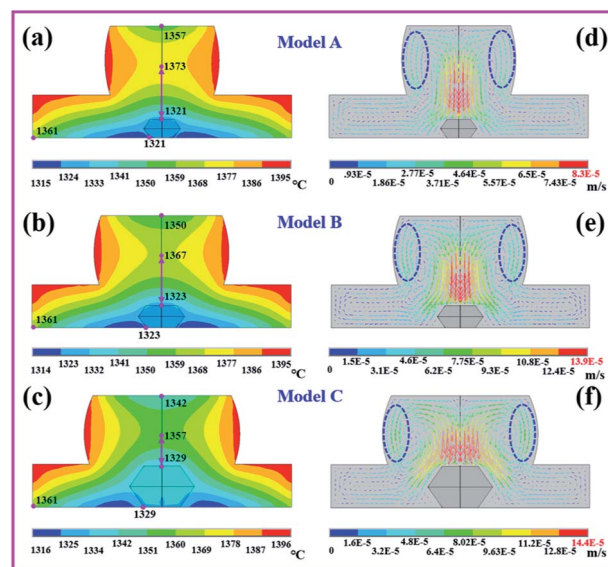 (a)
1357
Model A
(d)
1373
1321
1361
1321
1324 1341 1359 1377 1395
°C
1315 1333 1350 1368 1386
.93E-5 2.77E-5 4.64E-5 6.5E-5 8.3E-5
m/s
0 1.86E-5 3.71E-5 5.57E-5 7.43E-5
(b)
1350
Model B
(e)
1367
1323
1361
1323
1323 1341 1359 1377 1395
°C
1314 1332 1350 1368 1386
1.5E-5 4.6E-5 7.75E-5 10.8E-5 13.9E-5
m/s
0 3.1E-5 6.2E-5 9.3E-5 12.4E-5
(c)
1342
Model C
(f)
1357
1329
1361
1329
1325 1342 1360 1378 1396
°C
1316 1334 1351 1369 1387
1.6E-5 4.8E-5 8.02E-5 11.2E-5 14.4E-5
m/s
0 3.2E-5 6.4E-5 9.63E-5 12.8E-5